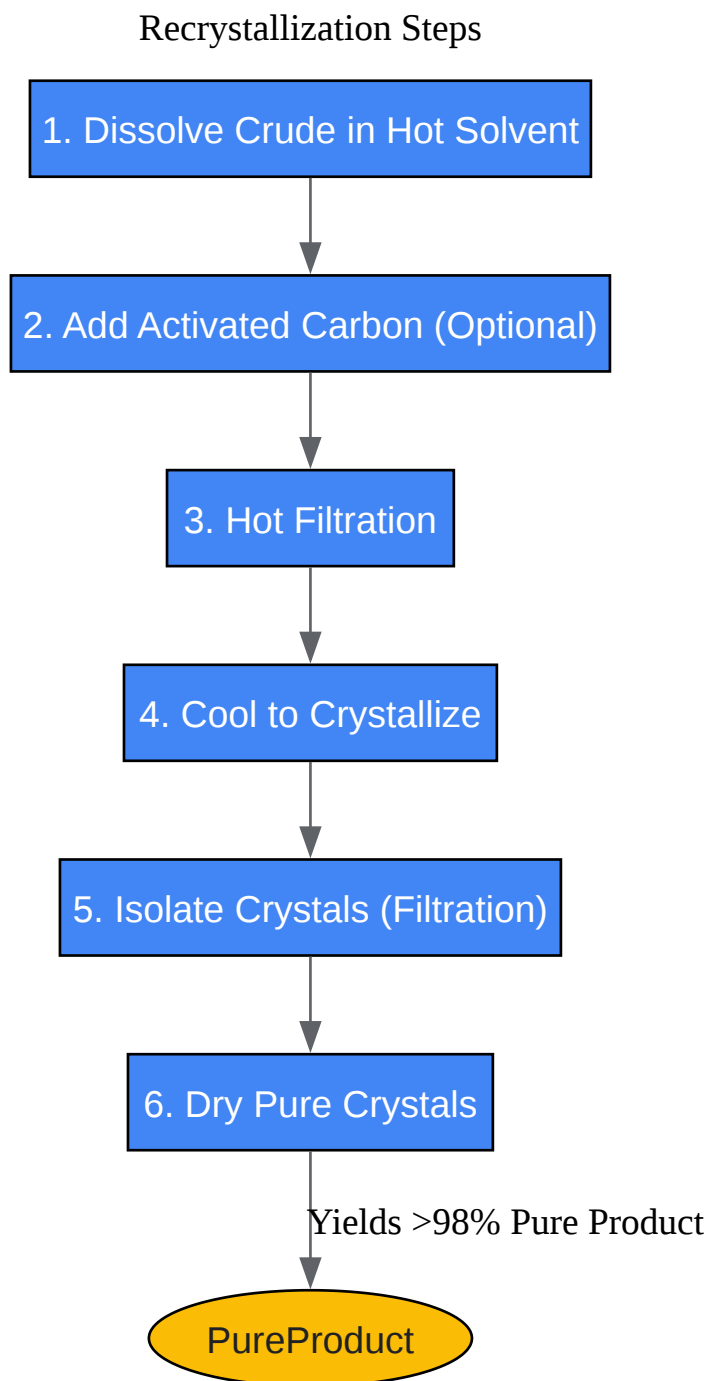 Recrystallization Steps
1. Dissolve Crude in Hot Solvent
2. Add Activated Carbon (Optional)
3. Hot Filtration
4. Cool to Crystallize
5. Isolate Crystals (Filtration)
6. Dry Pure Crystals
Yields >98% Pure Product
PureProduct